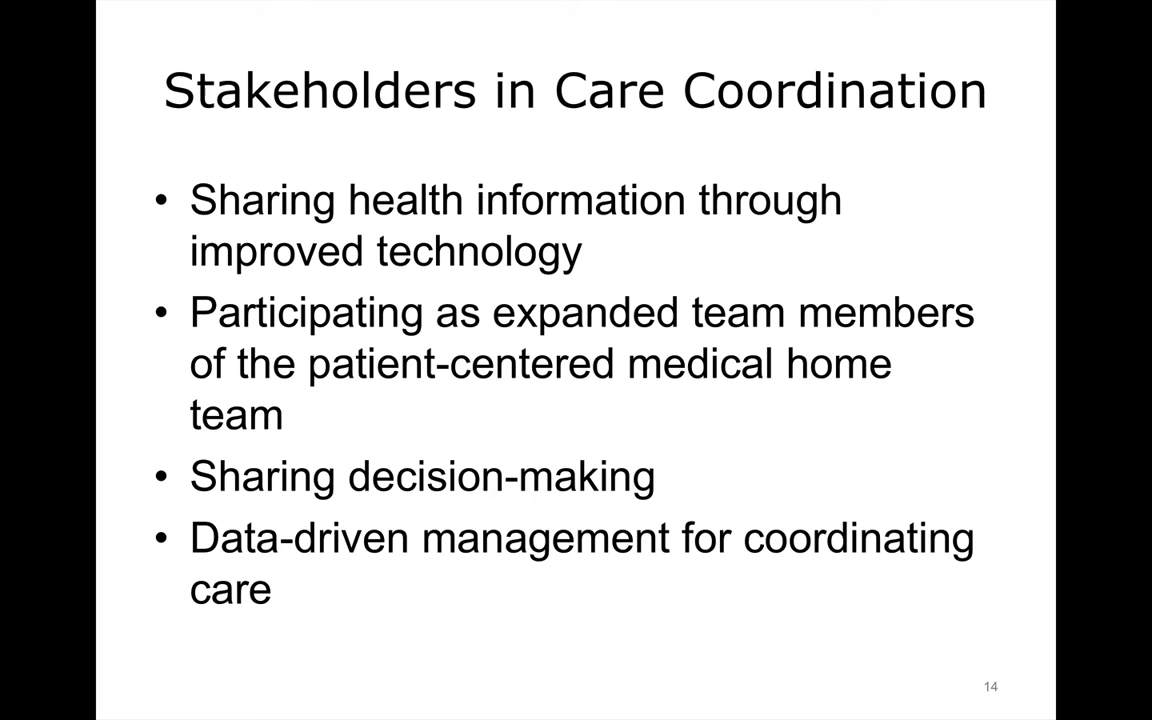 Stakeholders in Care Coordination
• Sharing health information through
improved technology
• Participating as expanded team members
of the patient-centered medical home
team
• Sharing decision-making
• Data-driven management for coordinating
care
14